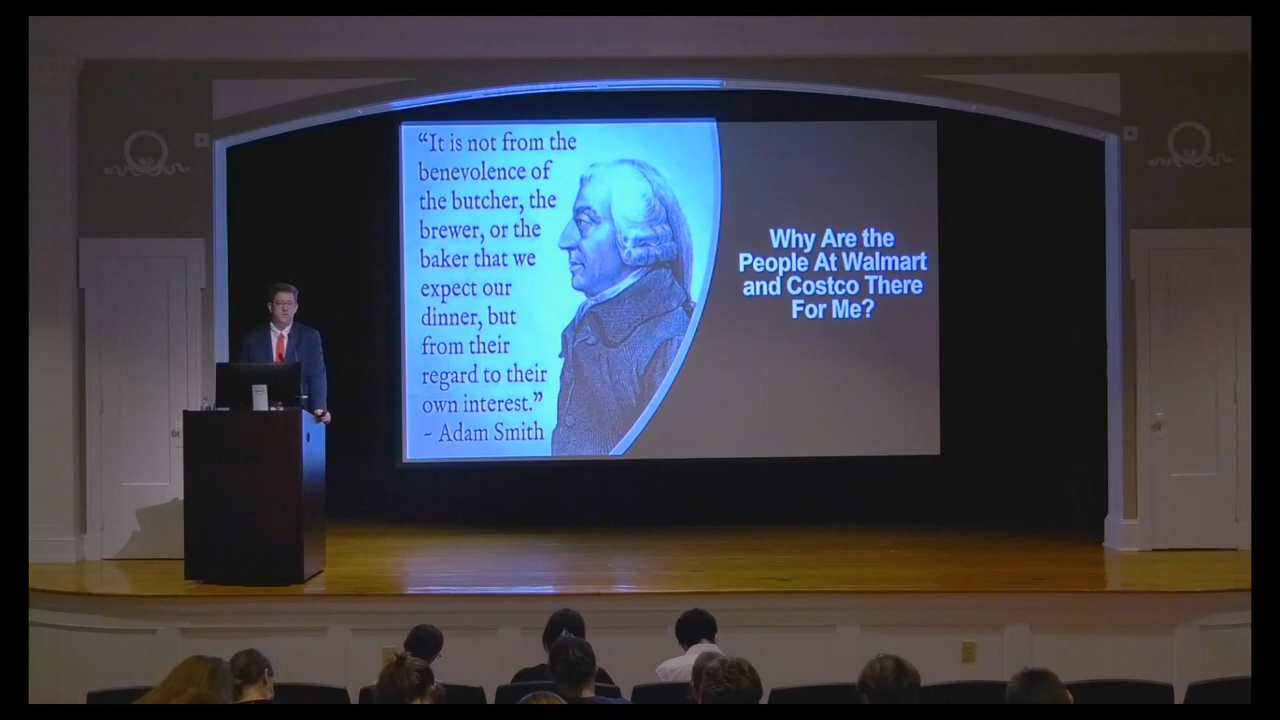 “It is not from the
benevolence of
the butcher, the
brewer, or the
baker that we
expect our
dinner, but
from their
regard to their
own interest.”
~ Adam Smith
Why Are the
People At Walmart
and Costco There
For Me?